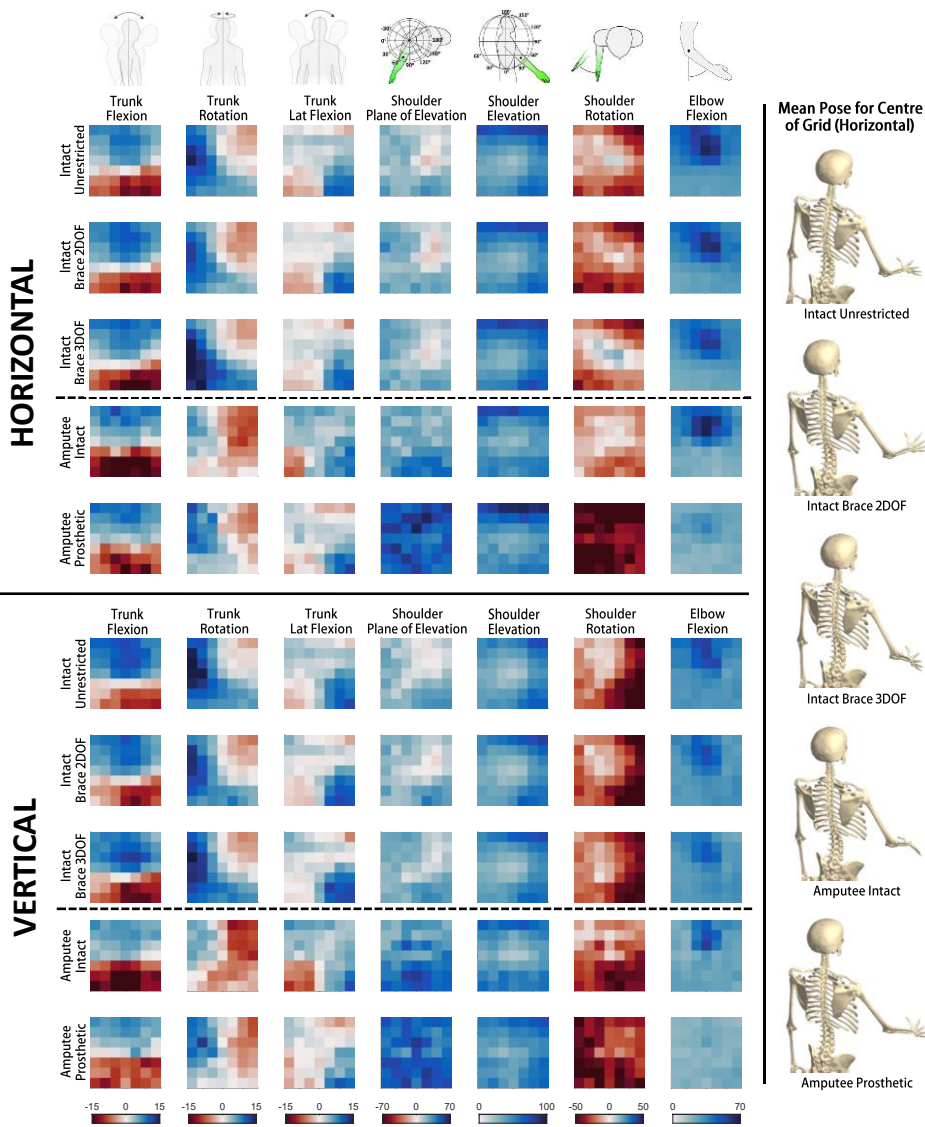 Trunk
Flexion
Trunk
Rotation
Trunk
Lat Flexion
Shoulder
Plane of Elevation
Shoulder
Elevation
Shoulder
Rotation
Elbow
Flexion
Mean Pose for Centre
of Grid (Horizontal)
HORIZONTAL
Intact
Unrestricted
Intact
Brace 2DOF
Intact
Brace 3DOF
Amputee
Intact
Amputee
Prosthetic
Intact Unrestricted
Intact Brace 2DOF
Intact Brace 3DOF
Amputee Intact
Amputee Prosthetic
Trunk
Flexion
Trunk
Rotation
Trunk
Lat Flexion
Shoulder
Plane of Elevation
Shoulder
Elevation
Shoulder
Rotation
Elbow
Flexion
VERTICAL
Intact
Unrestricted
Intact
Brace 2DOF
Intact
Brace 3DOF
Amputee
Intact
Amputee
Prosthetic
-15 0 15
-15 0 15
-15 0 15
-70 0 70
0 100
-50 0 50
0 70